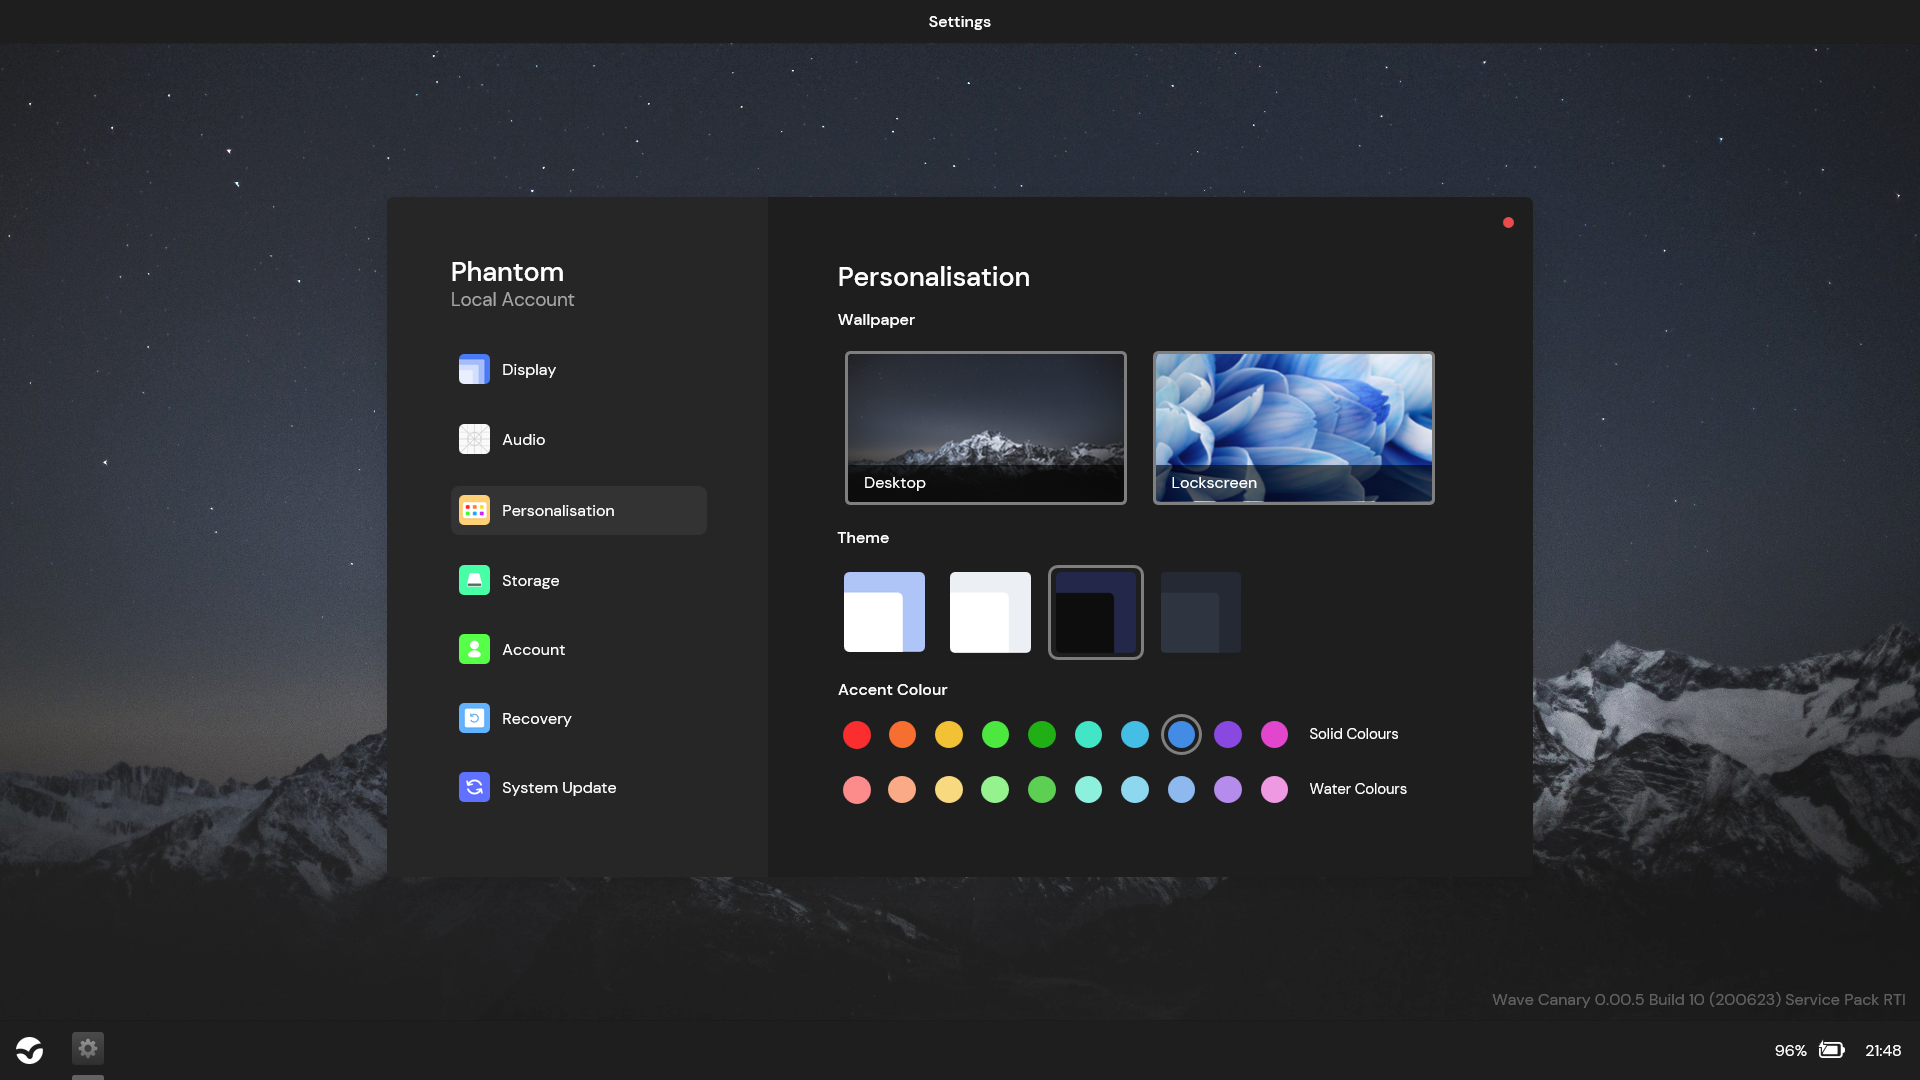 Settings
Phantom
Local Account
Display
Audio
Personalisation
Storage
Account
Recovery
System Update
Personalisation
Wallpaper
Desktop
Lockscreen
Theme
Accent Colour
Solid Colours
Water Colours
Wave Canary 0.00.5 Build 10 (200623) Service Pack RTI
96%
21:48